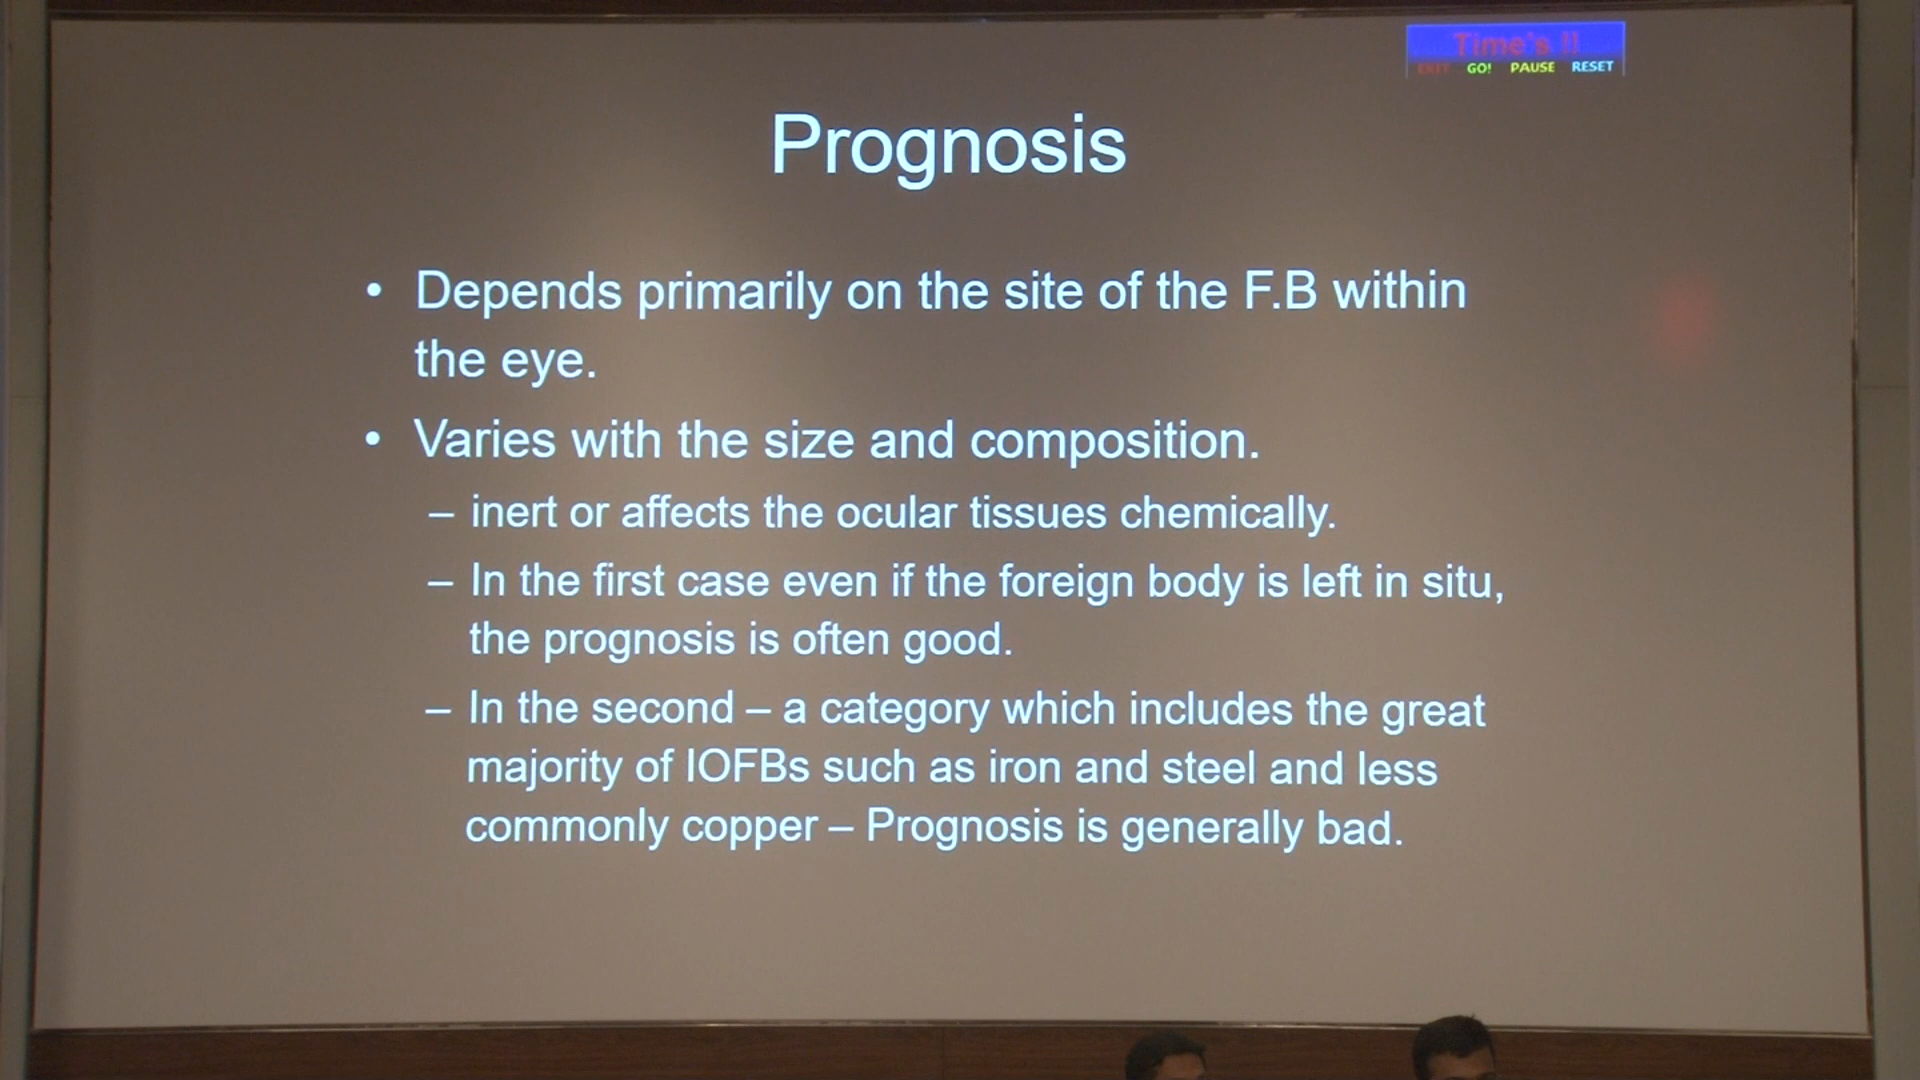 Time's !!
EXIT GO! PAUSE RESET
Prognosis
• Depends primarily on the site of the F.B within
the eye.
• Varies with the size and composition.
– inert or affects the ocular tissues chemically.
– In the first case even if the foreign body is left in situ,
the prognosis is often good.
– In the second – a category which includes the great
majority of IOFBs such as iron and steel and less
commonly copper – Prognosis is generally bad.